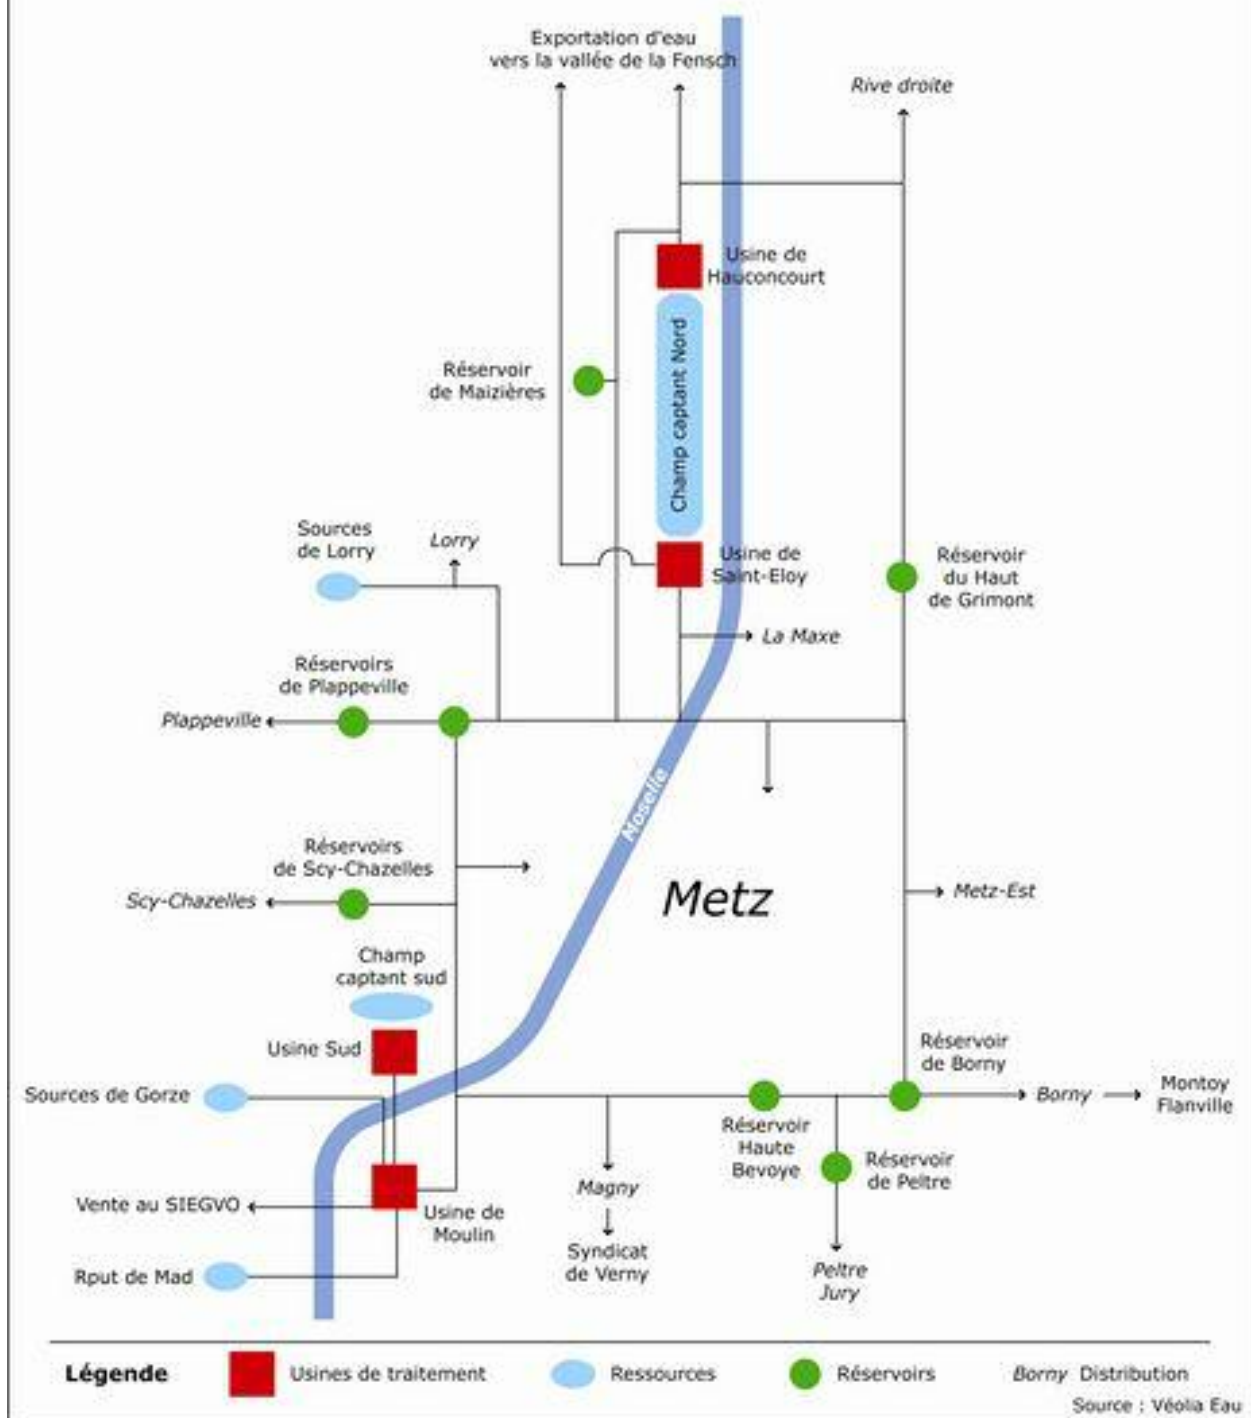 Exportation d'eau
vers la vallée de la Fensch
Rive droite
Usine de
Hauconcourt
Champ captant Nord
Réservoir
de Maizières
Sources
de Lorry
Lorry
Usine de
Saint-Eloy
Réservoir
du Haut
de Grimont
La Maxe
Réservoirs
de Plappeville
Plappeville
Moselle
Réservoirs
de Scy-Chazelles
Scy-Chazelles
Metz
Metz-Est
Champ
captant sud
Usine Sud
Réservoir
de Borny
Sources de Gorze
Borny
Montoy
Flanville
Réservoir
Haute
Bevoye
Réservoir
de Peltre
Magny
Vente au SIEGVO
Usine de
Moulin
Syndicat
de Verny
Rput de Mad
Peltre
Jury
Légende
Usines de traitement
Ressources
Réservoirs
Borny Distribution
Source : Véolia Eau